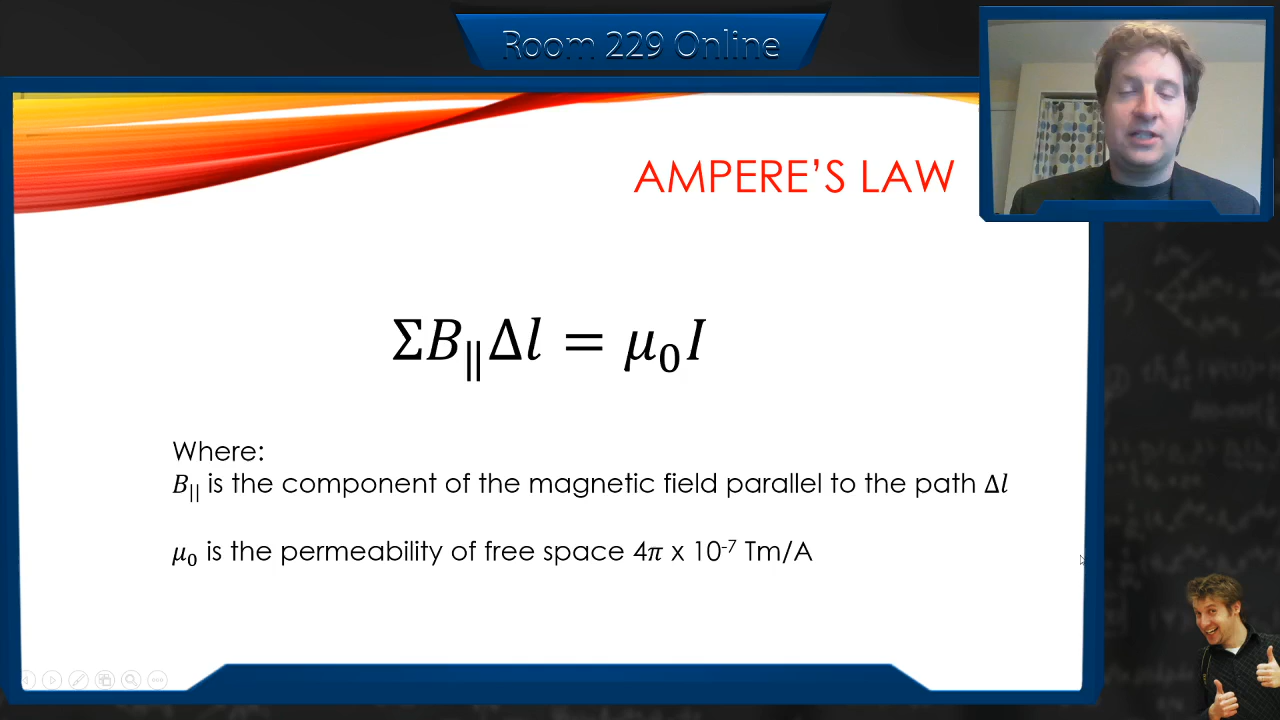 Room 229 Online
AMPERE'S LAW
ΣB∥Δl = μ₀I
Where:
B∥ is the component of the magnetic field parallel to the path Δl
μ₀ is the permeability of free space 4π x 10⁻⁷ Tm/A